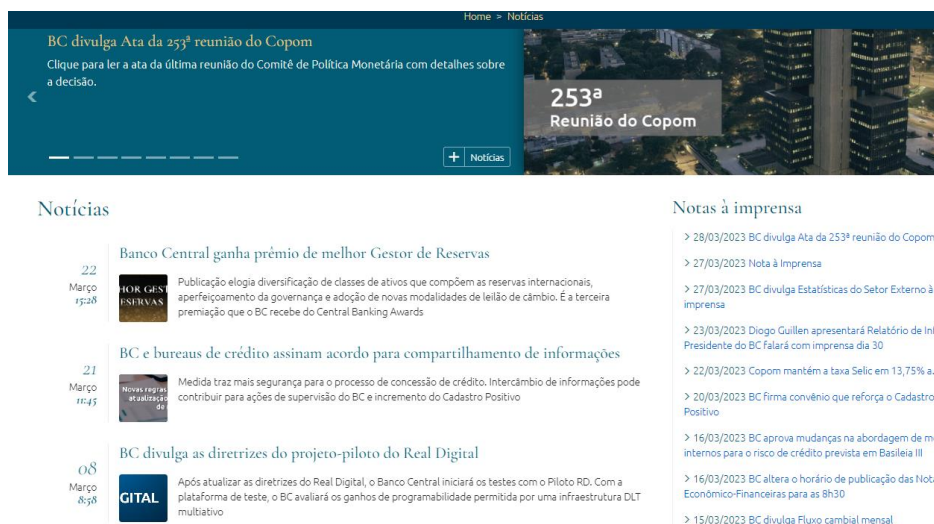 Home > Notícias
BC divulga Ata da 253ª reunião do Copom
Clique para ler a ata da última reunião do Comitê de Política Monetária com detalhes sobre
a decisão.
253ª
Reunião do Copom
+ Notícias
Notícias
22
Março
15:28
Banco Central ganha prêmio de melhor Gestor de Reservas
HOR GEST
ESERVAS
Publicação elogia diversificação de classes de ativos que compõem as reservas internacionais,
aperfeiçoamento da governança e adoção de novas modalidades de leilão de câmbio. É a terceira
premiação que o BC recebe do Central Banking Awards
21
Março
11:45
BC e bureaus de crédito assinam acordo para compartilhamento de informações
Novas regras
atualização
de
Medida traz mais segurança para o processo de concessão de crédito. Intercâmbio de informações pode
contribuir para ações de supervisão do BC e incremento do Cadastro Positivo
08
Março
8:58
BC divulga as diretrizes do projeto-piloto do Real Digital
GITAL
Após atualizar as diretrizes do Real Digital, o Banco Central iniciará os testes com o Piloto RD. Com a
plataforma de teste, o BC avaliará os ganhos de programabilidade permitida por uma infraestrutura DLT
multiativo
Notas à imprensa
> 28/03/2023 BC divulga Ata da 253ª reunião do Copom
> 27/03/2023 Nota à Imprensa
> 27/03/2023 BC divulga Estatísticas do Setor Externo à
imprensa
> 23/03/2023 Diogo Guillen apresentará Relatório de
Presidente do BC falará com imprensa dia 30
> 22/03/2023 Copom mantém a taxa Selic em 13,75% a.
> 20/03/2023 BC firma convênio que reforça o Cadastro
Positivo
> 16/03/2023 BC aprova mudanças na abordagem de
internos para o risco de crédito prevista em Basileia III
> 16/03/2023 BC altera o horário de publicação das
Econômico-Financeiras para as 8h30
> 15/03/2023 BC divulga Fluxo cambial mensal